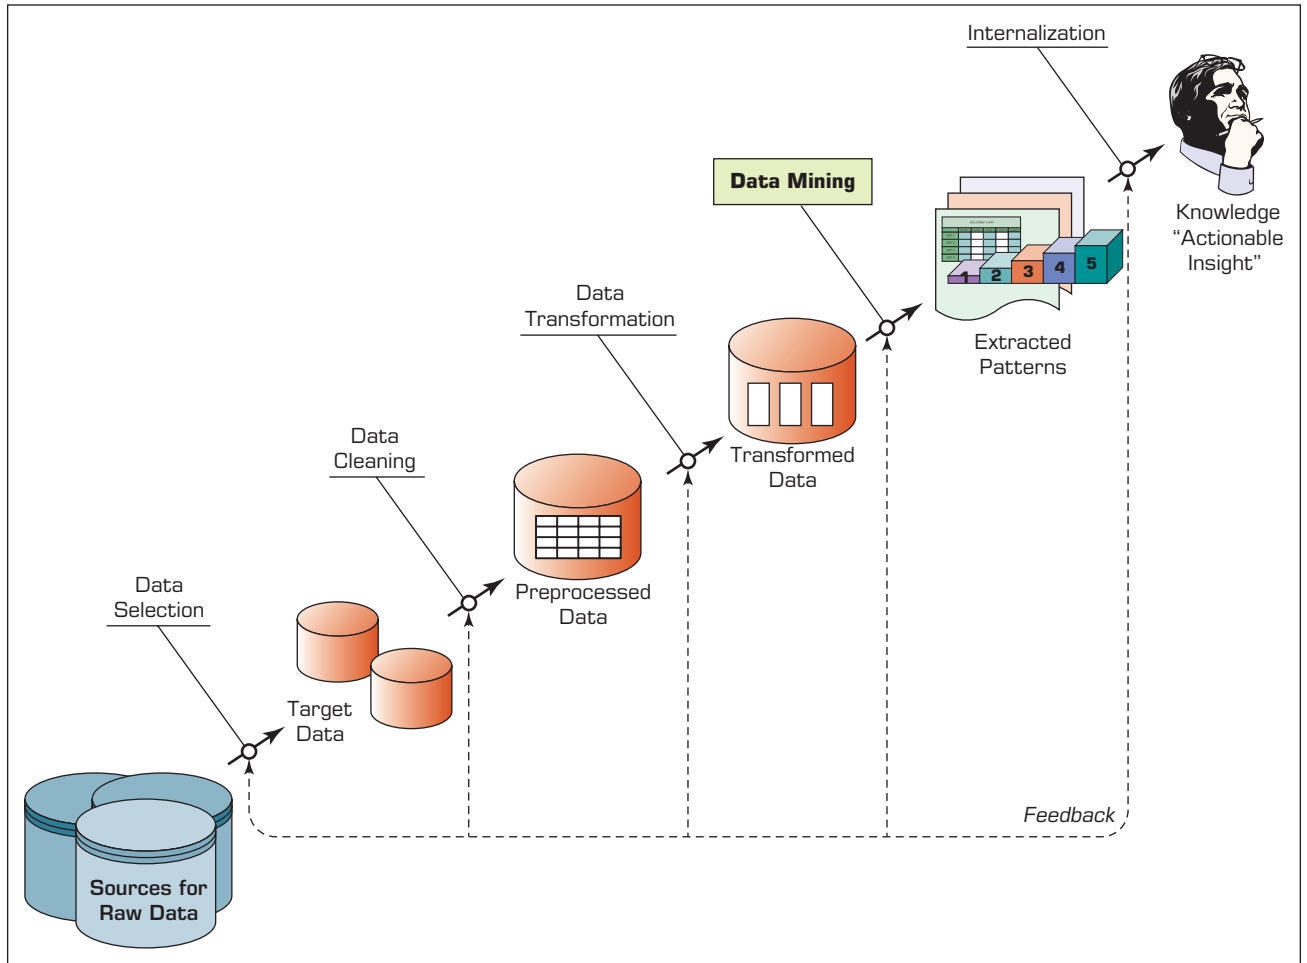 Internalization
Knowledge
“Actionable
Insight”
Data Mining
1
2
3
4
5
Extracted
Patterns
Data
Transformation
Transformed
Data
Data
Cleaning
Preprocessed
Data
Data
Selection
Target
Data
Feedback
Sources for
Raw Data